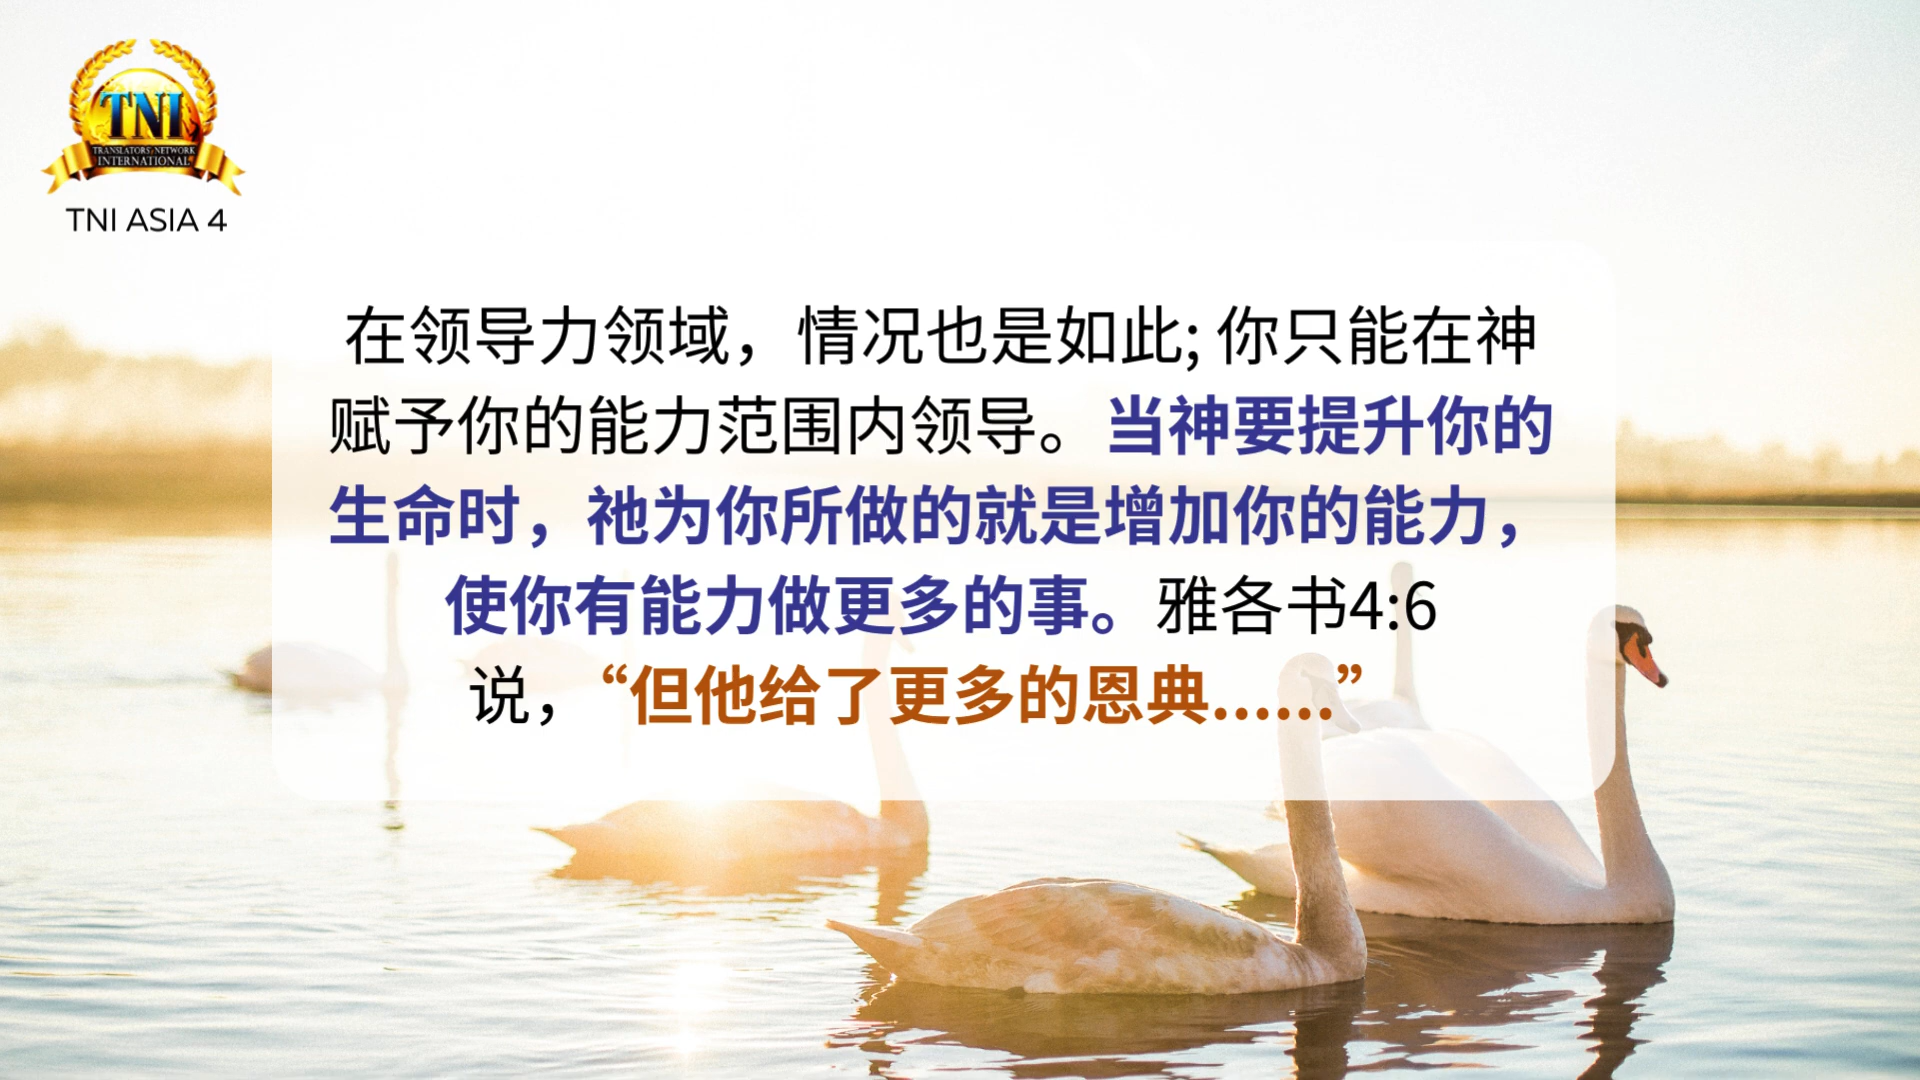 TNI
TRANSLATORS' NETWORK
INTERNATIONAL
TNI ASIA 4
在领导力领域，情况也是如此; 你只能在神
赋予你的能力范围内领导。当神要提升你的
生命时，祂为你所做的就是增加你的能力，
使你有能力做更多的事。雅各书4:6
说，“但他给了更多的恩典......”